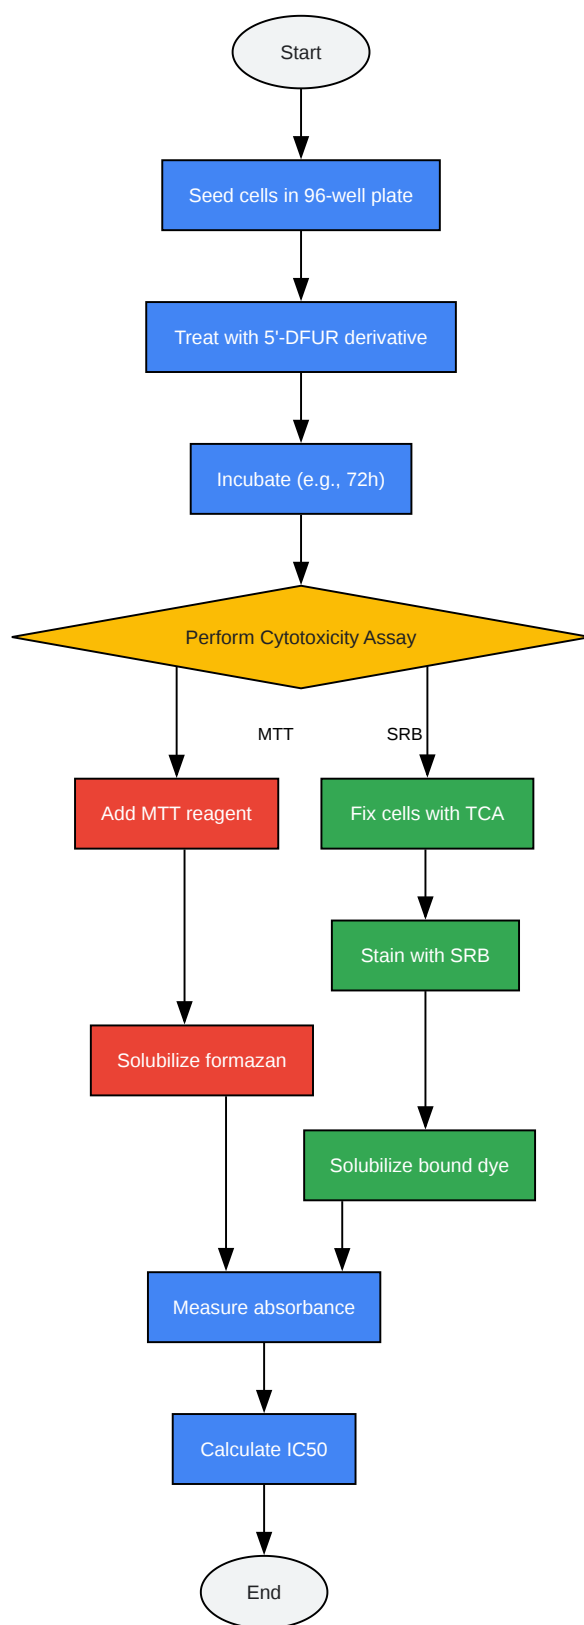 Start
Seed cells in 96-well plate
Treat with 5'-DFUR derivative
Incubate (e.g., 72h)
Perform Cytotoxicity Assay
MTT
SRB
Add MTT reagent
Fix cells with TCA
Stain with SRB
Solubilize formazan
Solubilize bound dye
Measure absorbance
Calculate IC50
End